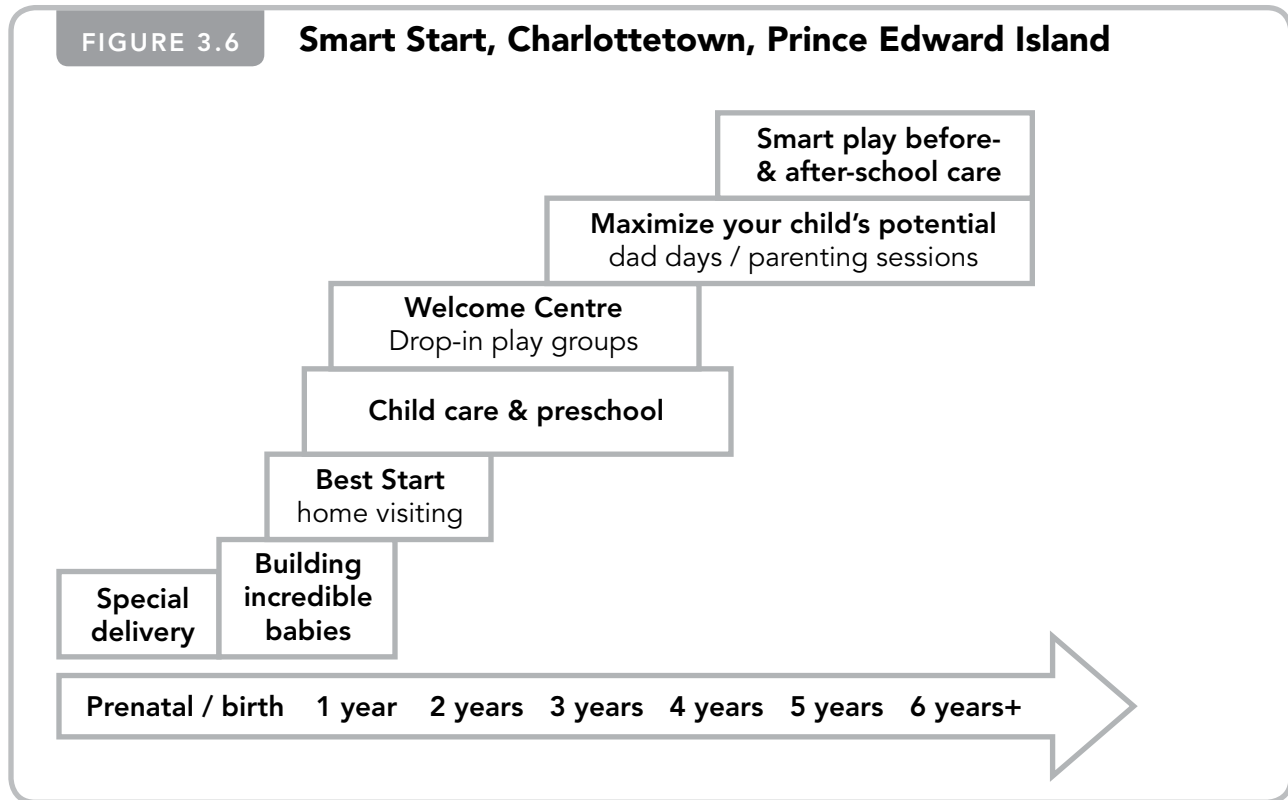 FIGURE 3.6
Smart Start, Charlottetown, Prince Edward Island
Smart play before-
& after-school care
Maximize your child's potential
dad days / parenting sessions
Welcome Centre
Drop-in play groups
Child care & preschool
Best Start
home visiting
Building
incredible
babies
Special
delivery
Prenatal / birth 1 year 2 years 3 years 4 years 5 years 6 years+